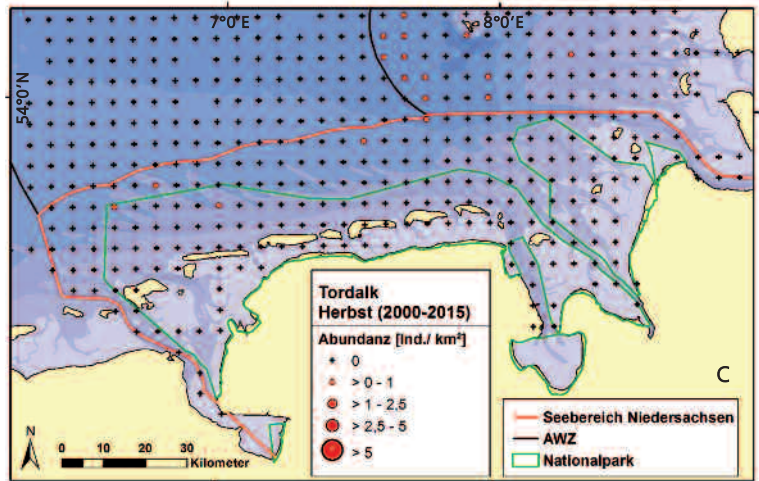 7°0'E
8°0'E
54°0'N
Tordalk
Herbst (2000-2015)
Abundanz [Ind./ km²]
0
> 0 - 1
> 1 - 2,5
> 2,5 - 5
> 5
C
Seebereich Niedersachsen
AWZ
Nationalpark
N
0 10 20 30
Kilometer